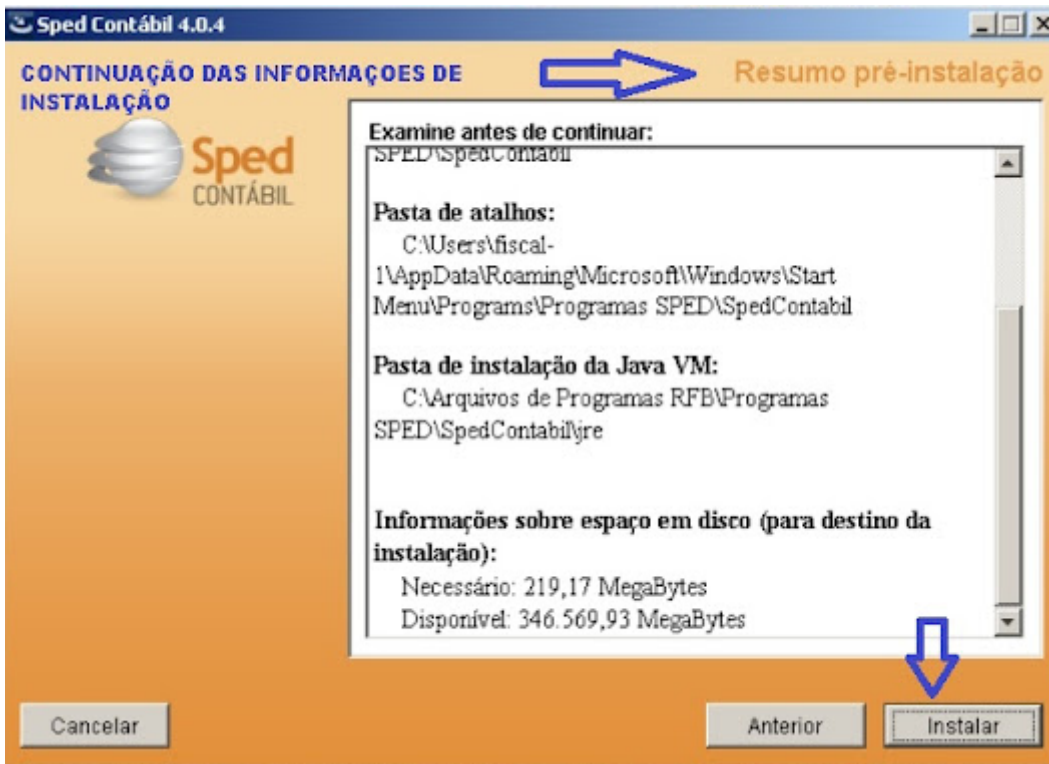 Sped Contábil 4.0.4
CONTINUAÇÃO DAS INFORMAÇOES DE
INSTALAÇÃO
Resumo pré-instalação
Sped
CONTÁBIL
Examine antes de continuar:
SPED\SpedContabil
Pasta de atalhos:
C:\Users\fiscal-
1\AppData\Roaming\Microsoft\Windows\Start
Menu\Programs\Programas SPED\SpedContabil
Pasta de instalação da Java VM:
C:\Arquivos de Programas RFB\Programas
SPED\SpedContabil\jre
Informações sobre espaço em disco (para destino da
instalação):
Necessário: 219,17 MegaBytes
Disponível: 346.569,93 MegaBytes
Cancelar
Anterior
Instalar